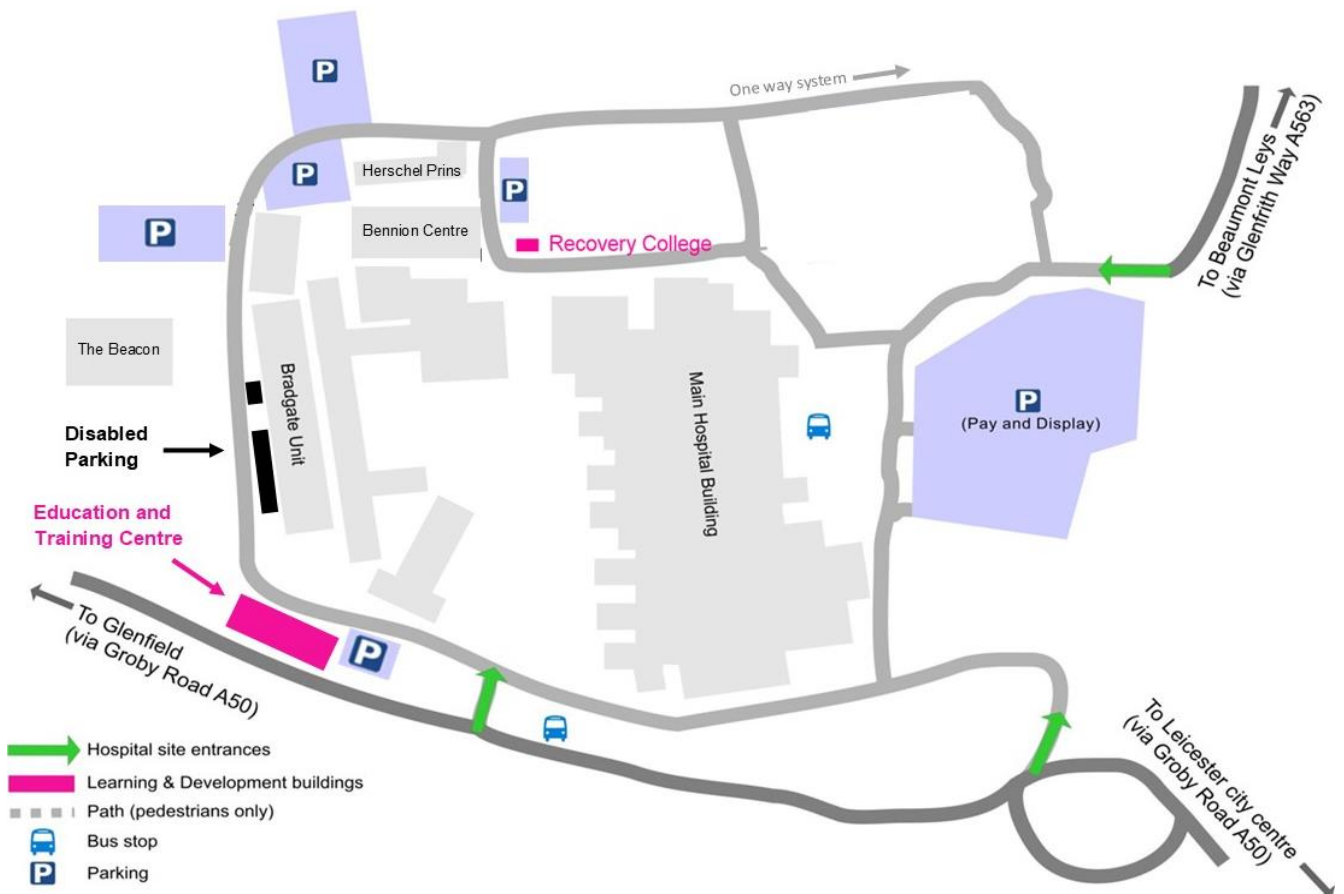 P
One way system
To Beaumont Leys
(via Glenfrith Way A563)
P
Herschel Prins
P
P
Bennion Centre
Recovery College
The Beacon
Bradgate Unit
Main Hospital Building
P
(Pay and Display)
Disabled
Parking
Education and
Training Centre
To Glenfield
(via Groby Road A50)
P
To Leicester city centre
(via Groby Road A50)
Hospital site entrances
Learning & Development buildings
Path (pedestrians only)
Bus stop
P
Parking